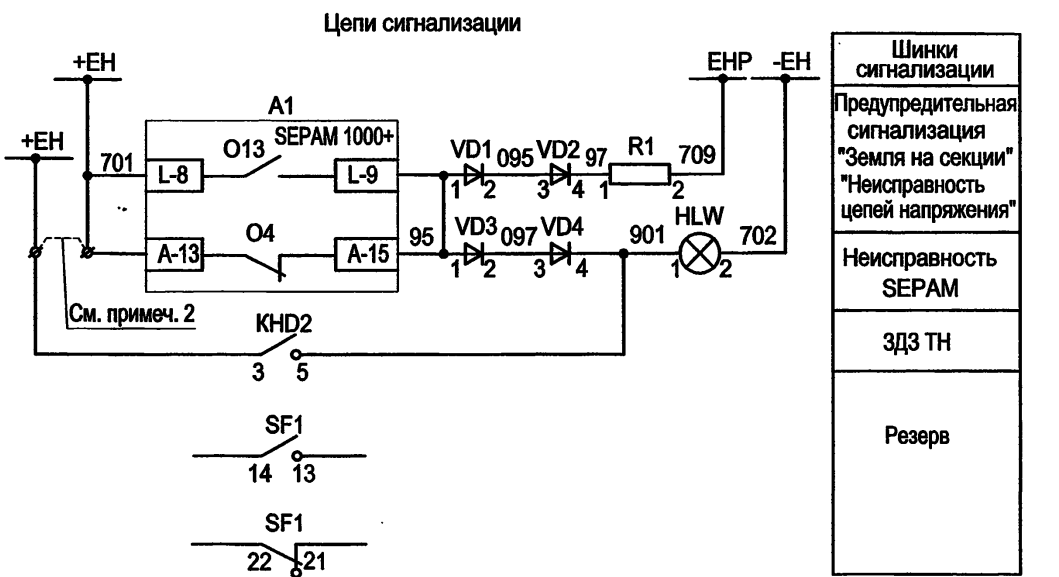 Цепи сигнализации
+EH
EHP
-EH
+EH
701
A1
SEPAM 1000+
O13
L-8
L-9
VD1
095
VD2
97
R1
709
1
2
3
4
1
2
A-13
O4
A-15
95
VD3
097
VD4
901
HLW
702
1
2
3
4
1
2
См. примеч. 2
KHD2
3
5
SF1
14
13
SF1
22
21
Шинки
сигнализации
Предупредительная
сигнализация
"Земля на секции"
"Неисправность
цепей напряжения"
Неисправность
SEPAM
ЗДЗ ТН
Резерв